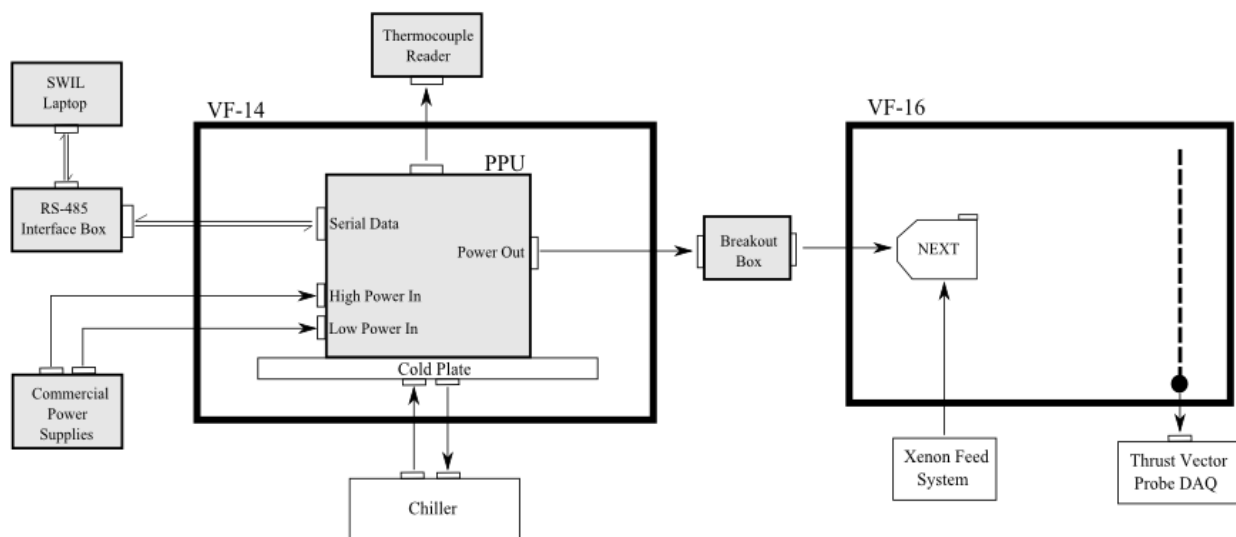 Thermocouple
Reader
SWIL
Laptop
VF-14
VF-16
PPU
RS-485
Interface Box
Serial Data
Power Out
Breakout
Box
NEXT
High Power In
Low Power In
Cold Plate
Commercial
Power
Supplies
Xenon Feed
System
Thrust Vector
Probe DAQ
Chiller